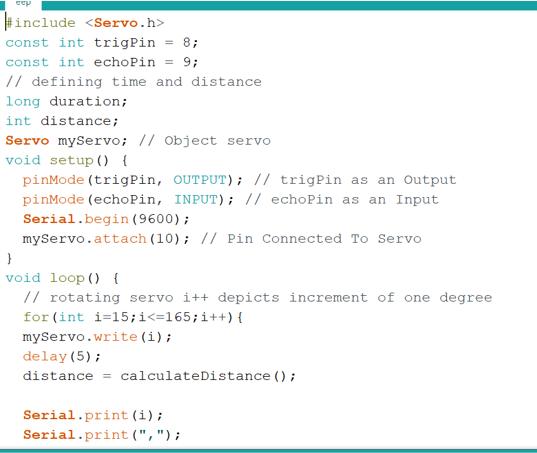 eep
#include <Servo.h>
const int trigPin = 8;
const int echoPin = 9;
// defining time and distance
long duration;
int distance;
Servo myServo; // Object servo
void setup() {
  pinMode(trigPin, OUTPUT); // trigPin as an Output
  pinMode(echoPin, INPUT); // echoPin as an Input
  Serial.begin(9600);
  myServo.attach(10); // Pin Connected To Servo
}
void loop() {
  // rotating servo i++ depicts increment of one degree
  for(int i=15;i<=165;i++){
  myServo.write(i);
  delay(5);
  distance = calculateDistance();

  Serial.print(i);
  Serial.print(",");